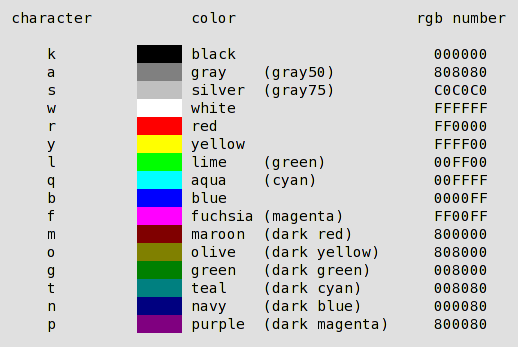 character color rgb number
k black 000000
a gray (gray50) 808080
s silver (gray75) C0C0C0
w white FFFFFF
r red FF0000
y yellow FFFF00
l lime (green) 00FF00
q aqua (cyan) 00FFFF
b blue 0000FF
f fuchsia (magenta) FF00FF
m maroon (dark red) 800000
o olive (dark yellow) 808000
g green (dark green) 008000
t teal (dark cyan) 008080
n navy (dark blue) 000080
p purple (dark magenta) 800080